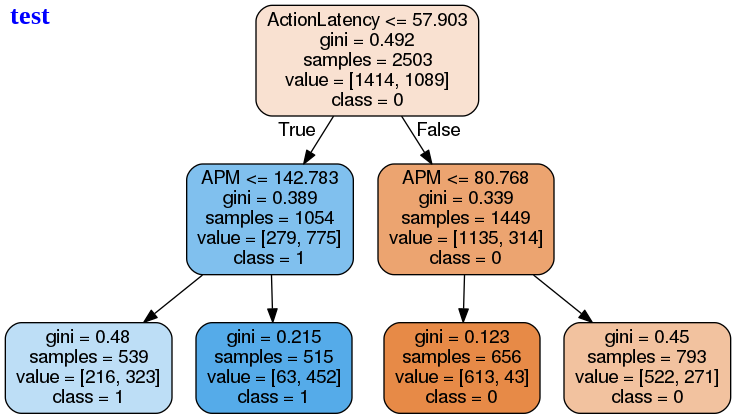 test
ActionLatency <= 57.903
gini = 0.492
samples = 2503
value = [1414, 1089]
class = 0
True
False
APM <= 142.783
gini = 0.389
samples = 1054
value = [279, 775]
class = 1
APM <= 80.768
gini = 0.339
samples = 1449
value = [1135, 314]
class = 0
gini = 0.48
samples = 539
value = [216, 323]
class = 1
gini = 0.215
samples = 515
value = [63, 452]
class = 1
gini = 0.123
samples = 656
value = [613, 43]
class = 0
gini = 0.45
samples = 793
value = [522, 271]
class = 0